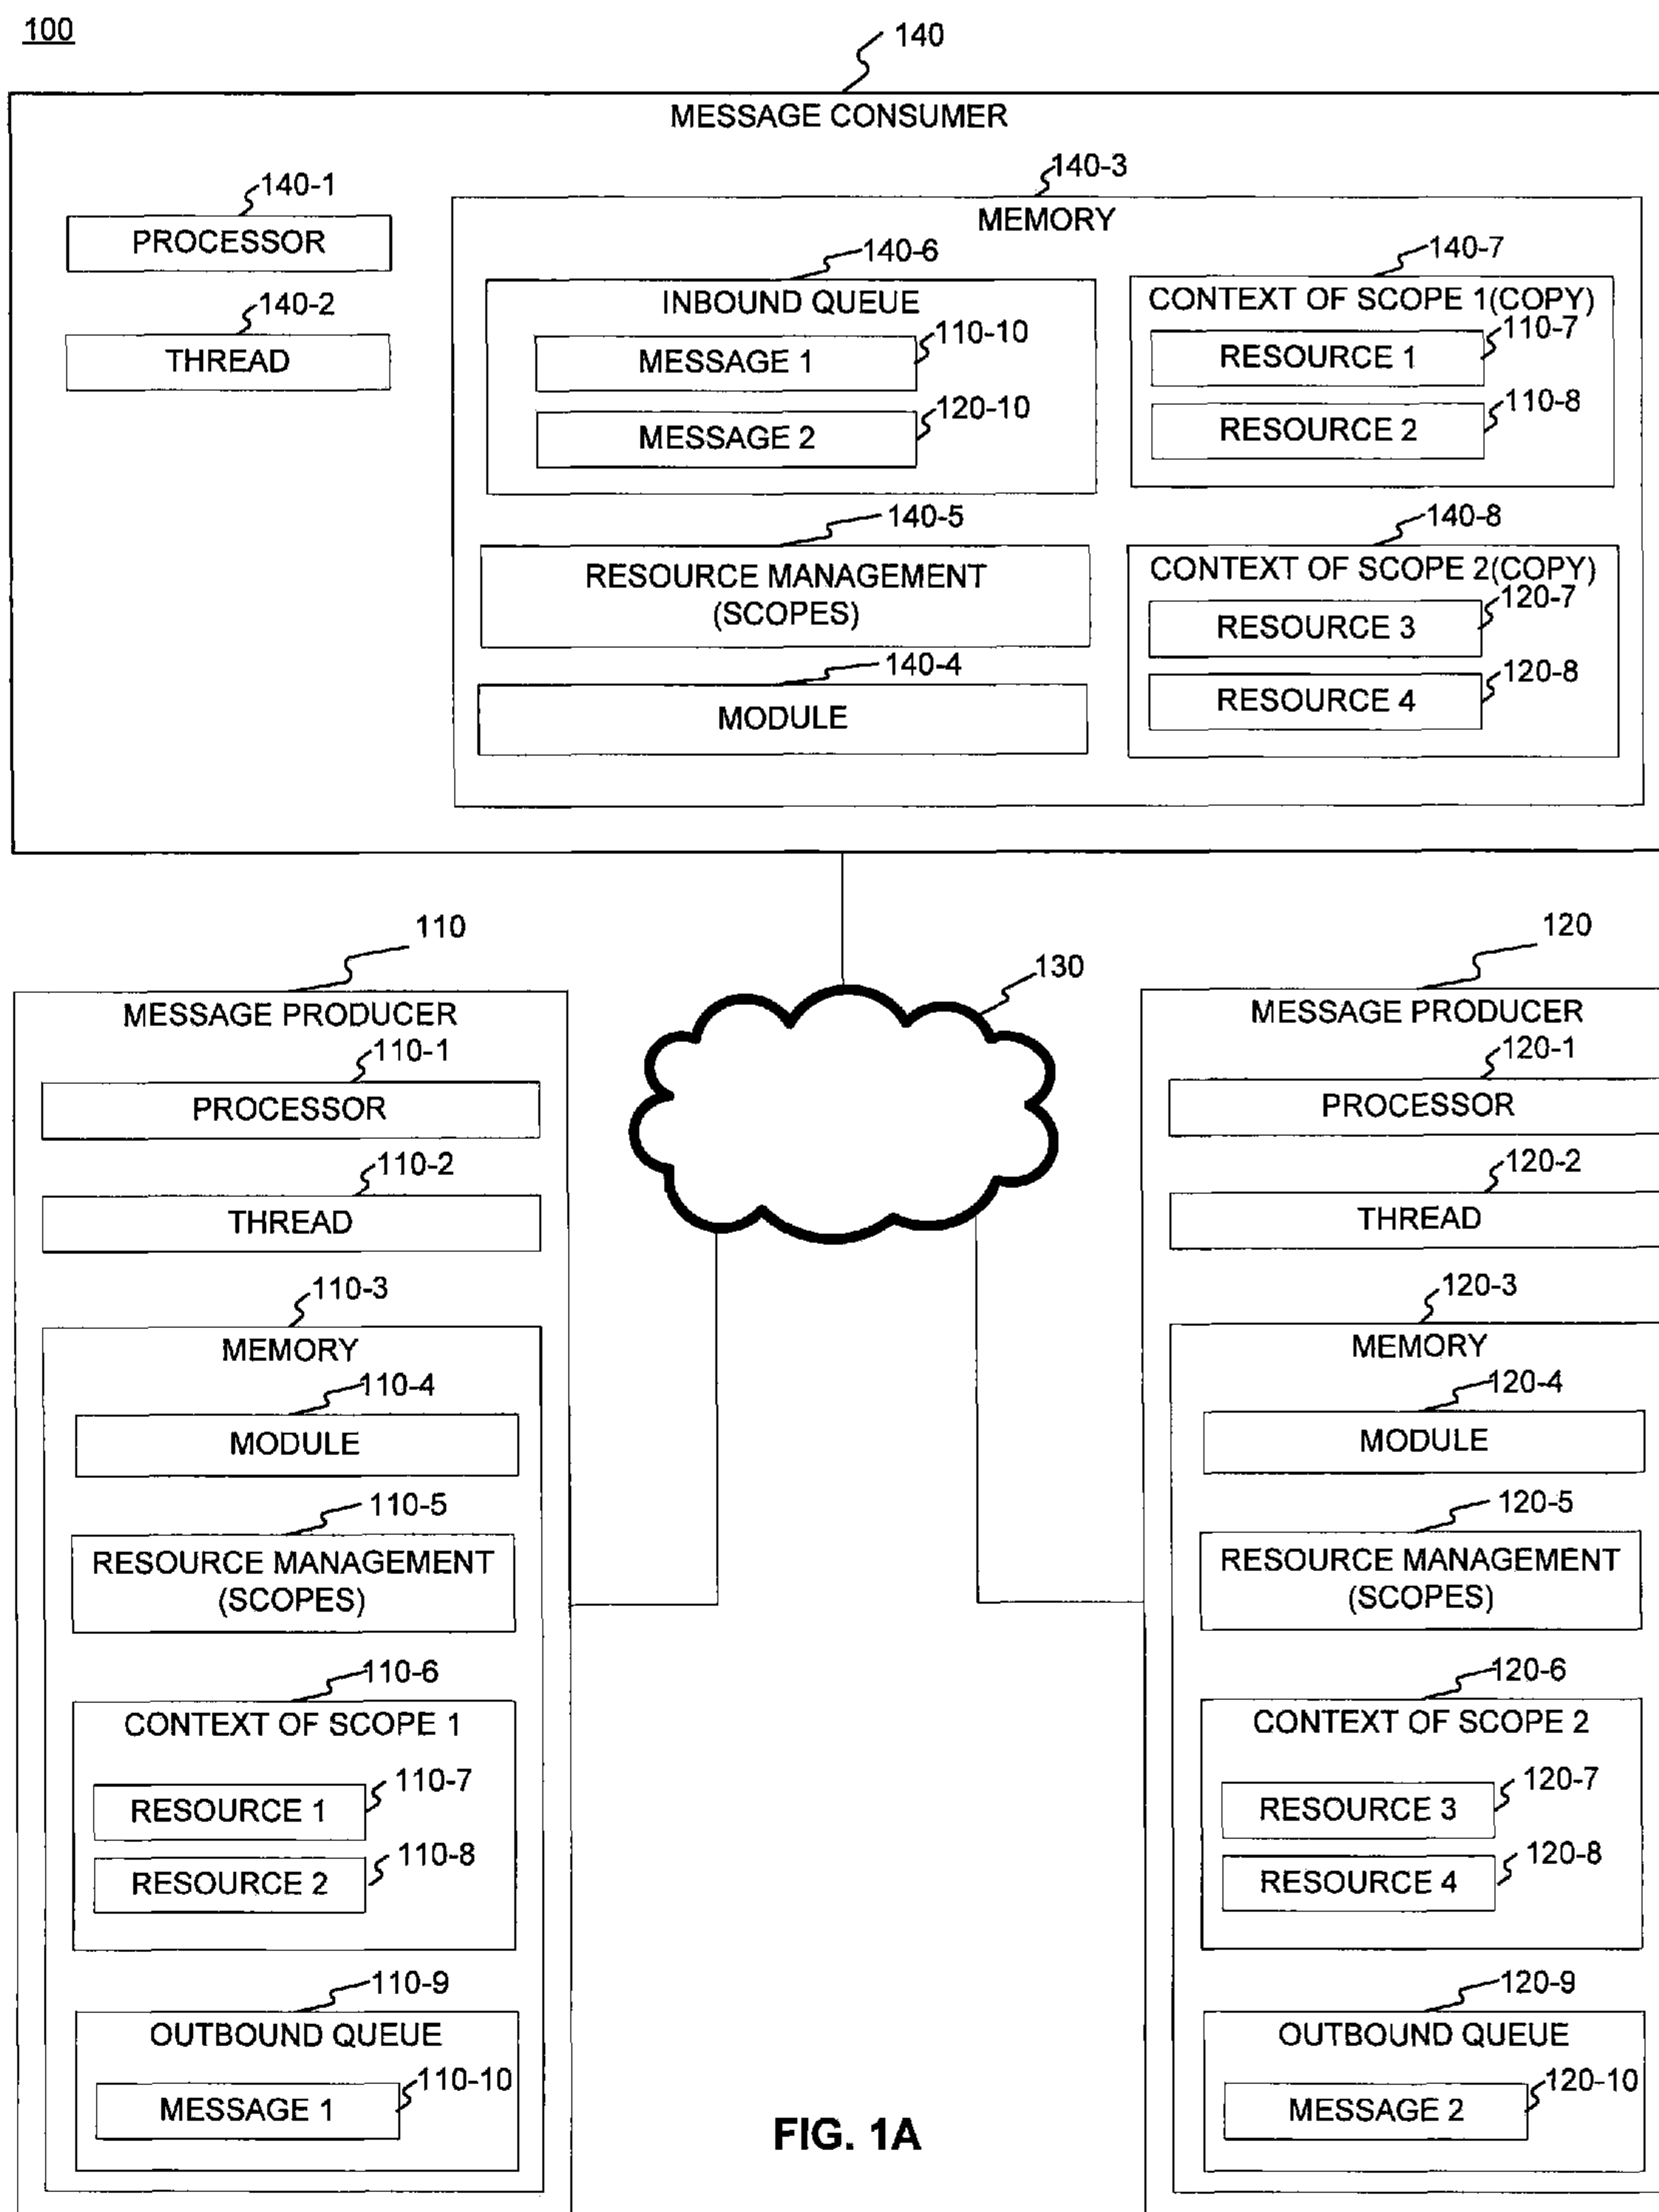 100
140
MESSAGE CONSUMER
140-1
PROCESSOR
140-2
THREAD
140-3
MEMORY
140-6
INBOUND QUEUE
110-10
MESSAGE 1
120-10
MESSAGE 2
140-7
CONTEXT OF SCOPE 1(COPY)
110-7
RESOURCE 1
110-8
RESOURCE 2
140-5
RESOURCE MANAGEMENT
(SCOPES)
140-4
MODULE
140-8
CONTEXT OF SCOPE 2(COPY)
120-7
RESOURCE 3
120-8
RESOURCE 4
110
MESSAGE PRODUCER
110-1
PROCESSOR
110-2
THREAD
110-3
MEMORY
110-4
MODULE
110-5
RESOURCE MANAGEMENT
(SCOPES)
110-6
CONTEXT OF SCOPE 1
110-7
RESOURCE 1
110-8
RESOURCE 2
110-9
OUTBOUND QUEUE
110-10
MESSAGE 1
130
120
MESSAGE PRODUCER
120-1
PROCESSOR
120-2
THREAD
120-3
MEMORY
120-4
MODULE
120-5
RESOURCE MANAGEMENT
(SCOPES)
120-6
CONTEXT OF SCOPE 2
120-7
RESOURCE 3
120-8
RESOURCE 4
120-9
OUTBOUND QUEUE
120-10
MESSAGE 2
FIG. 1A